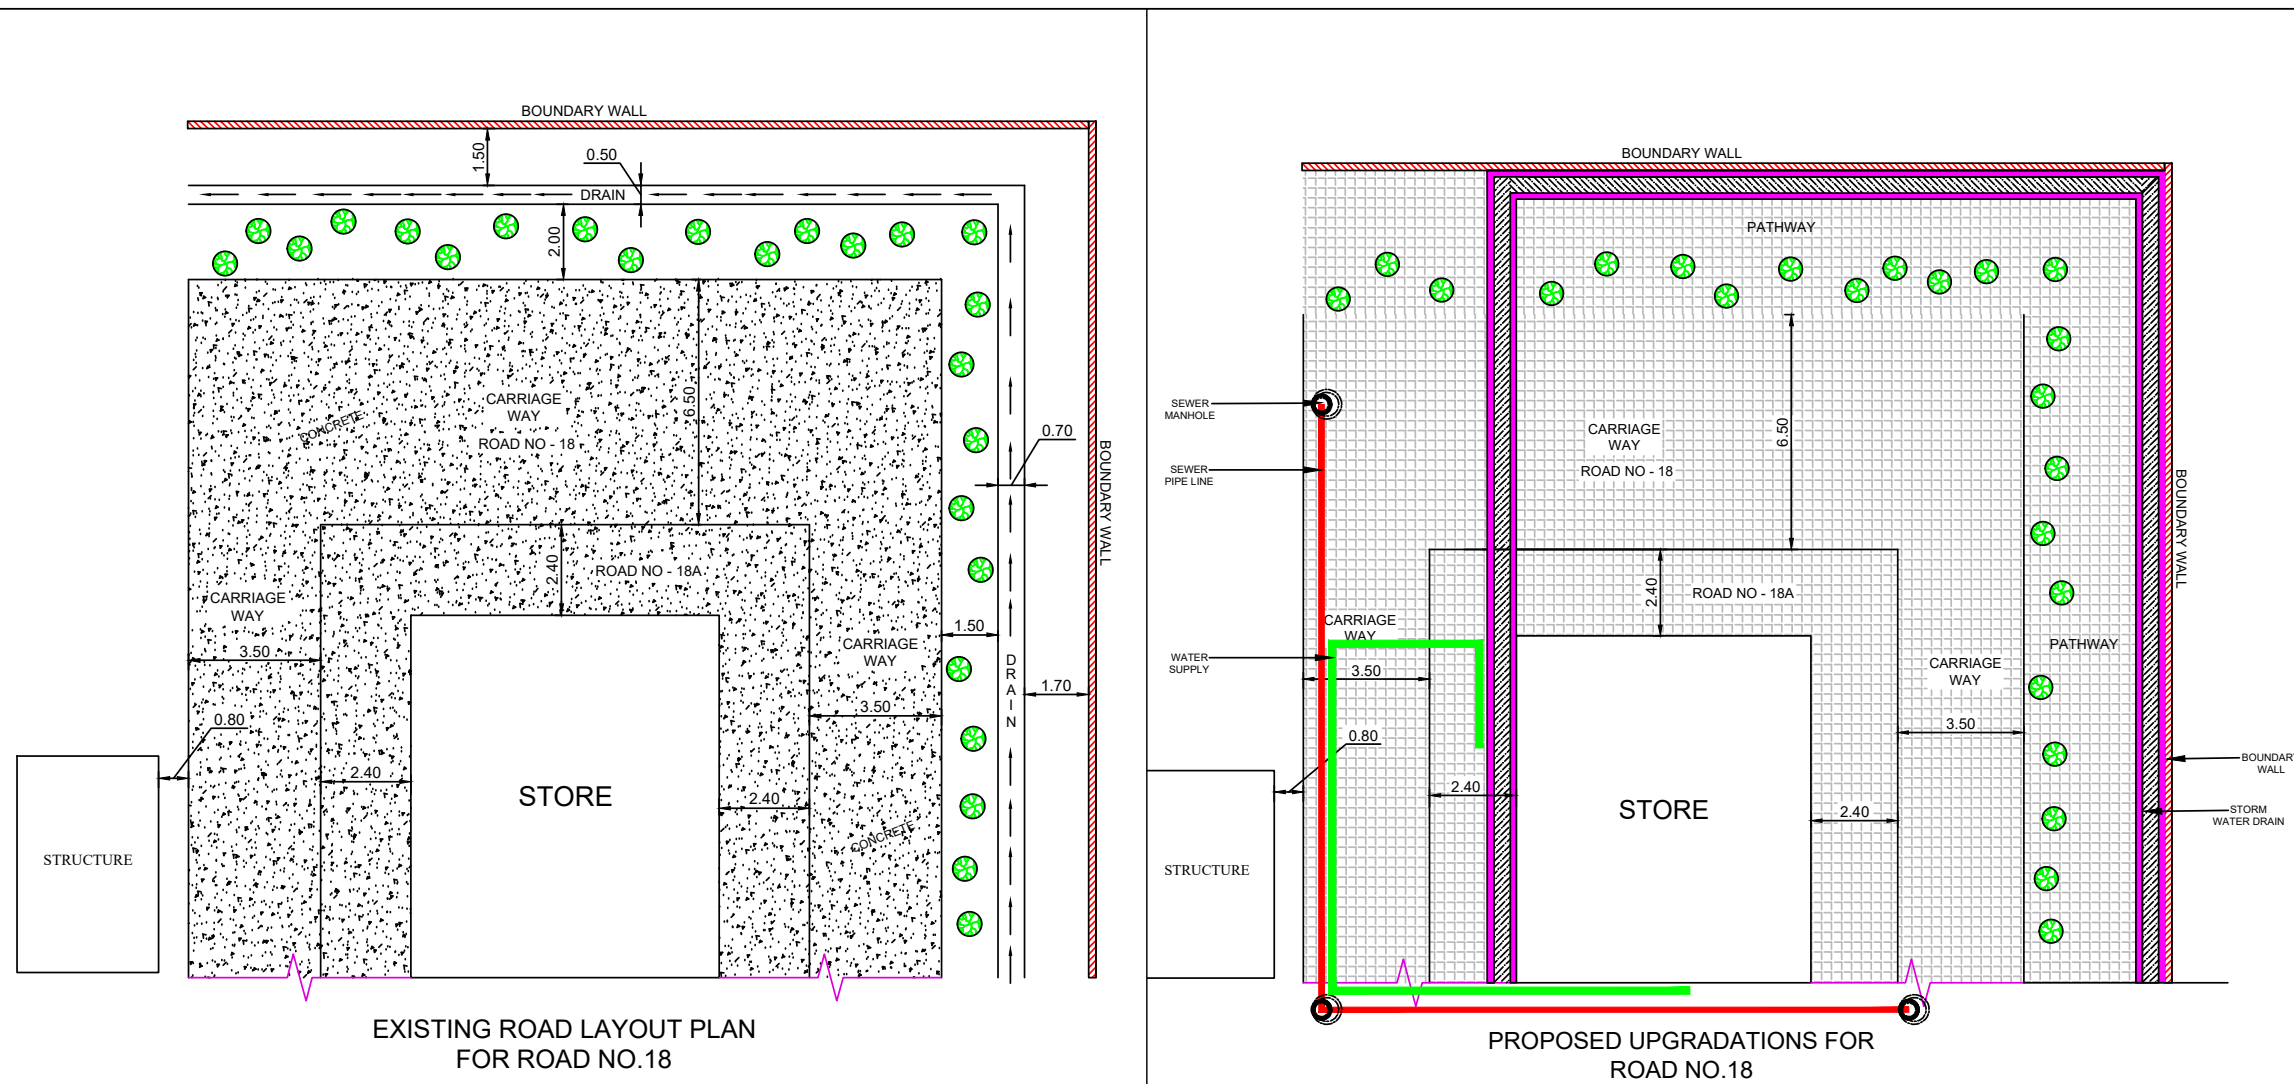 BOUNDARY WALL
1.50
0.50
DRAIN
2.00
CARRIAGE
WAY
ROAD NO - 18
CONCRETE
6.50
0.70
BOUNDARY WALL
2.40
ROAD NO - 18A
CARRIAGE
WAY
3.50
1.50
CARRIAGE
WAY
DRAIN
1.70
3.50
0.80
2.40
STORE
2.40
CONCRETE
STRUCTURE
EXISTING ROAD LAYOUT PLAN
FOR ROAD NO.18
BOUNDARY WALL
PATHWAY
SEWER
MANHOLE
CARRIAGE
WAY
ROAD NO - 18
6.50
SEWER
PIPE LINE
BOUNDARY WALL
2.40
ROAD NO - 18A
CARRIAGE
WAY
WATER
SUPPLY
3.50
PATHWAY
CARRIAGE
WAY
3.50
0.80
BOUNDARY
WALL
2.40
STORE
2.40
STORM
WATER DRAIN
STRUCTURE
PROPOSED UPGRADATIONS FOR
ROAD NO.18